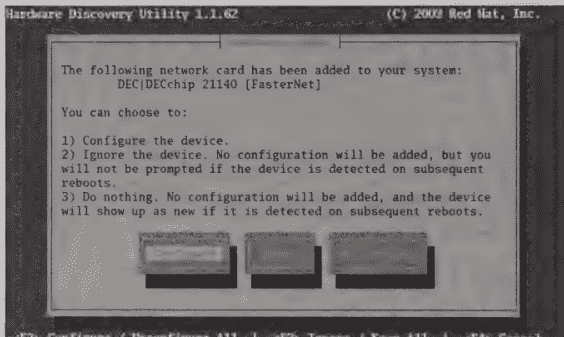 Hardware Discovery Utility 1.1.62 (C) 2003 Red Hat, Inc.
The following network card has been added to your system:
DEC|DECchip 21140 [FasterNet]
You can choose to:
1) Configure the device.
2) Ignore the device. No configuration will be added, but you
will not be prompted if the device is detected on subsequent
reboots.
3) Do nothing. No configuration will be added, and the device
will show up as new if it is detected on subsequent reboots.